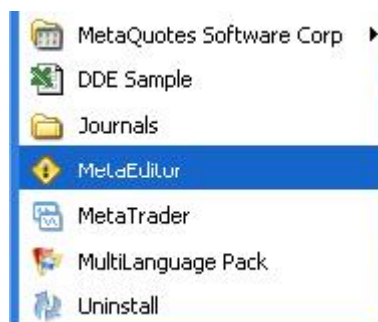 MetaQuotes Software Corp
DDE Sample
Journals
MetaEditor
MetaTrader
MultiLanguage Pack
Uninstall